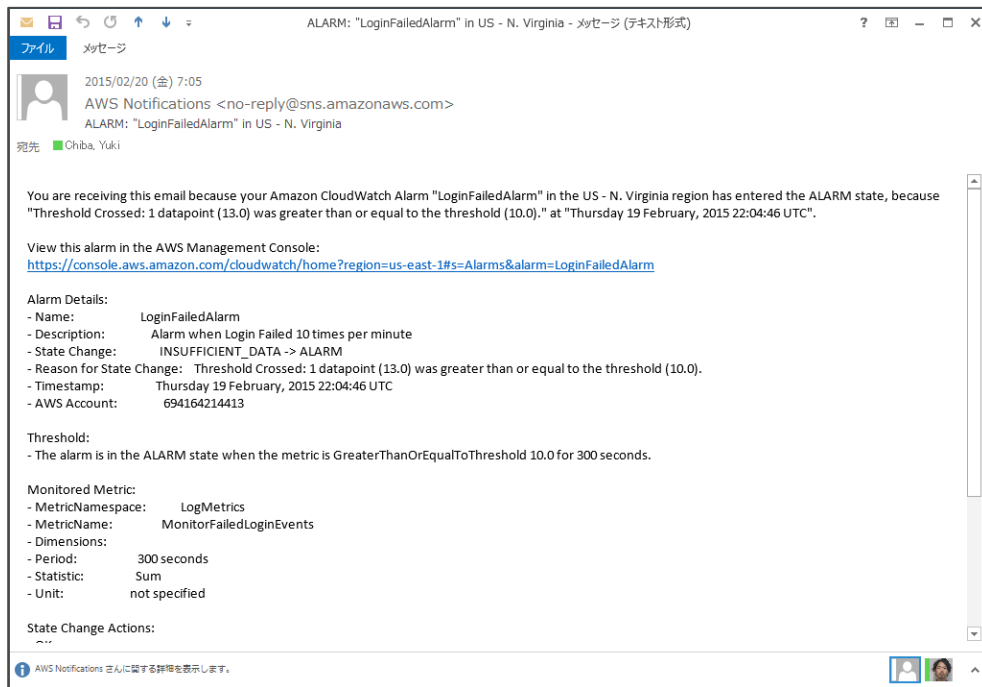 ALARM: "LoginFailedAlarm" in US - N. Virginia - メッセージ (テキスト形式)
ファイル メッセージ
2015/02/20 (金) 7:05
AWS Notifications <no-reply@sns.amazonaws.com>
ALARM: "LoginFailedAlarm" in US - N. Virginia
宛先 Chiba, Yuki
You are receiving this email because your Amazon CloudWatch Alarm "LoginFailedAlarm" in the US - N. Virginia region has entered the ALARM state, because
"Threshold Crossed: 1 datapoint (13.0) was greater than or equal to the threshold (10.0)." at "Thursday 19 February, 2015 22:04:46 UTC".
View this alarm in the AWS Management Console:
https://console.aws.amazon.com/cloudwatch/home?region=us-east-1#s=Alarms&alarm=LoginFailedAlarm
Alarm Details:
- Name: LoginFailedAlarm
- Description: Alarm when Login Failed 10 times per minute
- State Change: INSUFFICIENT_DATA -> ALARM
- Reason for State Change: Threshold Crossed: 1 datapoint (13.0) was greater than or equal to the threshold (10.0).
- Timestamp: Thursday 19 February, 2015 22:04:46 UTC
- AWS Account: 694164214413
Threshold:
- The alarm is in the ALARM state when the metric is GreaterThanOrEqualToThreshold 10.0 for 300 seconds.
Monitored Metric:
- MetricNamespace: LogMetrics
- MetricName: MonitorFailedLoginEvents
- Dimensions:
- Period: 300 seconds
- Statistic: Sum
- Unit: not specified
State Change Actions:
AWS Notifications さんに関する詳細を表示します。